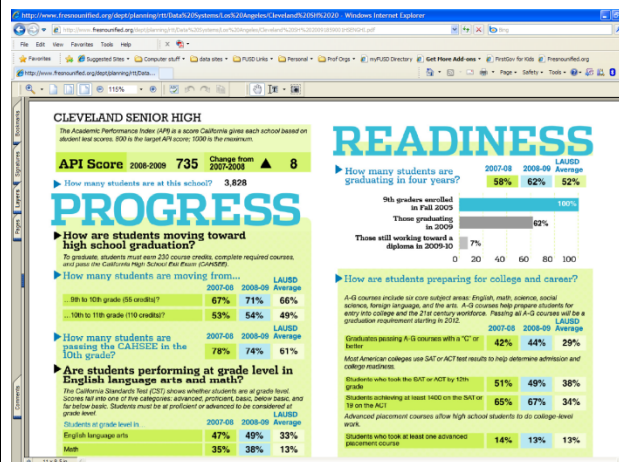 http://www.fresnounified.org/dept/planning/rtt/Data%20Systems/Los%20Angeles/Cleveland%20SH%2020 - Windows Internet Explorer
Bing
File Edit View Favorites Tools Help
Favorites Suggested Sites Computer stuff data sites FUSD Links Personal Prof Orgs myFUSD Directory Get More Add-ons FirstGov for Kids Fresnounified.org
http://www.fresnounified.org/dept/planning/rtt/Data...
Page Safety Tools
115%
Bookmarks
Signatures
Layers
Pages
Comments
CLEVELAND SENIOR HIGH
The Academic Performance Index (API) is a score California gives each school based on
student test scores. 800 is the target API score; 1000 is the maximum.
API Score 2008-2009 735 Change from 2007-2008 ▲ 8
How many students are at this school? 3,828
PROGRESS
How are students moving toward
high school graduation?
To graduate, students must earn 230 course credits, complete required courses,
and pass the California High School Exit Exam (CAHSEE).
How many students are moving from...
2007-08 2008-09 LAUSD Average
... 9th to 10th grade (55 credits)? 67% 71% 66%
... 10th to 11th grade (110 credits)? 53% 54% 49%
How many students are
passing the CAHSEE in the
10th grade?
2007-08 2008-09 LAUSD Average
78% 74% 61%
Are students performing at grade level in
English language arts and math?
The California Standards Test (CST) shows whether students are at grade level.
Scores fall into one of five categories: advanced, proficient, basic, below basic, and
far below basic. Students must be at proficient or advanced to be considered at
grade level.
Students at grade level in... 2007-08 2008-09 LAUSD Average
English language arts 47% 49% 33%
Math 35% 38% 13%
READINESS
How many students are
graduating in four years?
2007-08 2008-09 LAUSD Average
58% 62% 52%
9th graders enrolled
in Fall 2005 100%
Those graduating
in 2009 62%
Those still working toward a
diploma in 2009-10 7%
0 20 40 60 80 100
How are students preparing for college and career?
A-G courses include six core subject areas: English, math, science, social
science, foreign language, and the arts. A-G courses help prepare students for
entry into college and the 21st century workforce. Passing all A-G courses will be a
graduation requirement starting in 2012.
2007-08 2008-09 LAUSD Average
Graduates passing A-G courses with a "C" or
better 42% 44% 29%
Most American colleges use SAT or ACT test results to help determine admission and
college readiness.
Students who took the SAT or ACT by 12th
grade 51% 49% 38%
Students achieving at least 1400 on the SAT or
19 on the ACT 65% 67% 34%
Advanced placement courses allow high school students to do college-level
work.
Students who took at least one advanced
placement course 14% 13% 13%